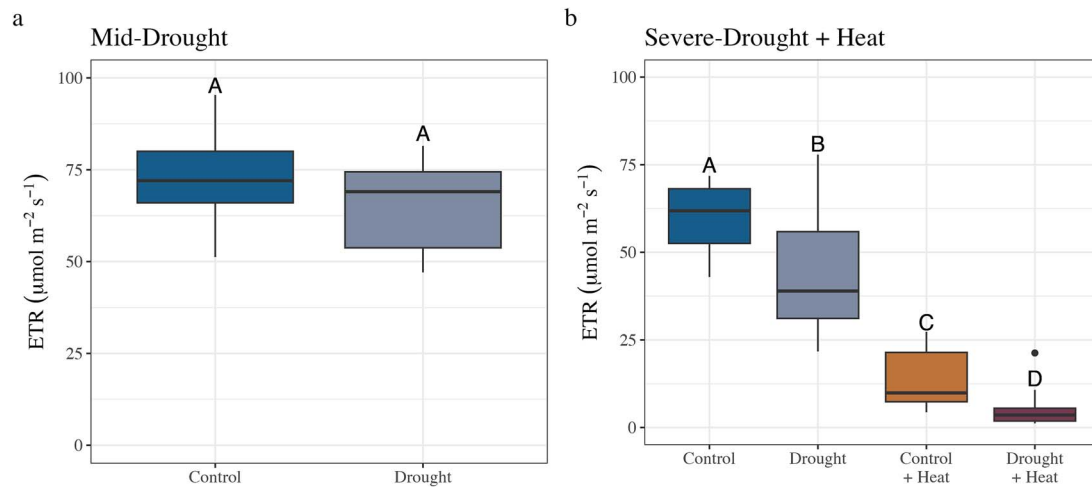 a
Mid-Drought
ETR (μmol m⁻² s⁻¹)
100
75
50
25
0
A
A
Control
Drought
b
Severe-Drought + Heat
ETR (μmol m⁻² s⁻¹)
100
75
50
25
0
A
B
C
D
Control
Drought
Control
+ Heat
Drought
+ Heat